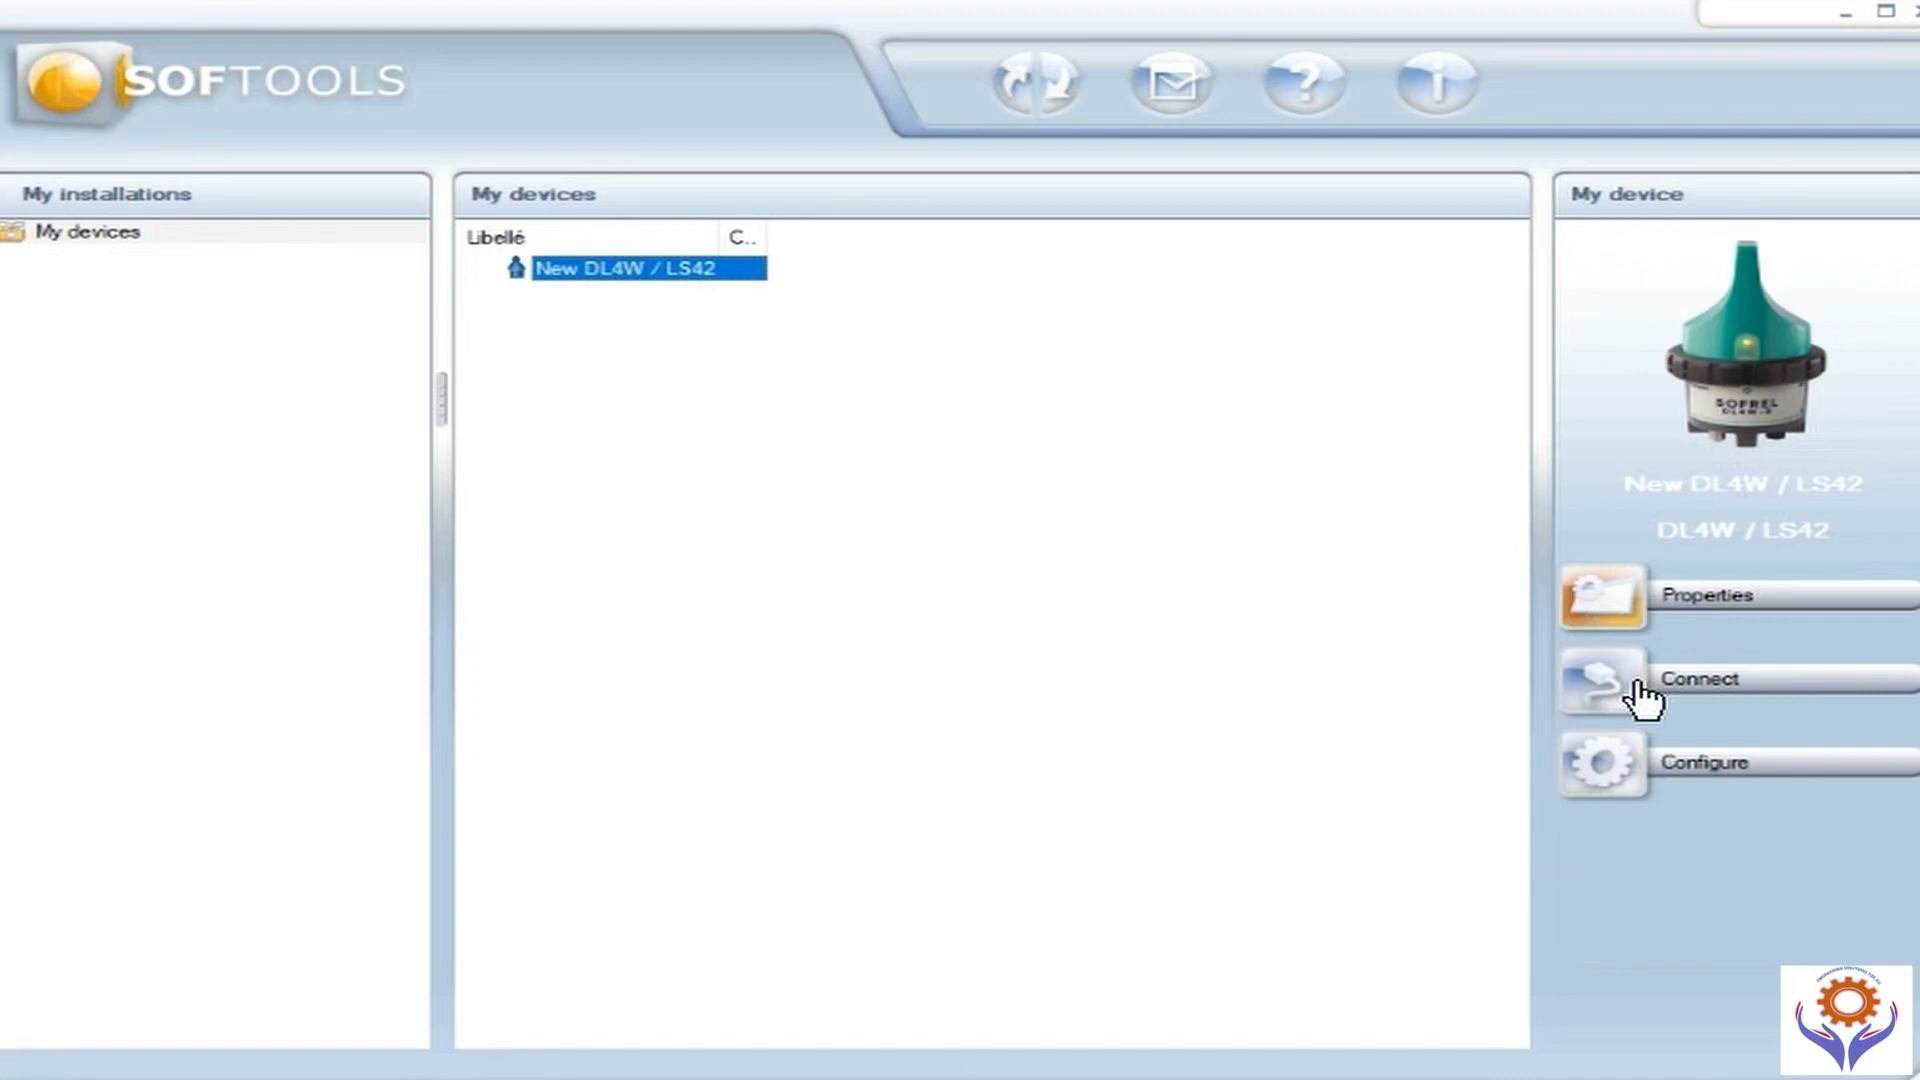 SOFTOOLS
My installations
My devices
My devices
Libellé C..
New DL4W / LS42
My device
SOFREL
New DL4W / LS42
DL4W / LS42
Properties
Connect
Configure